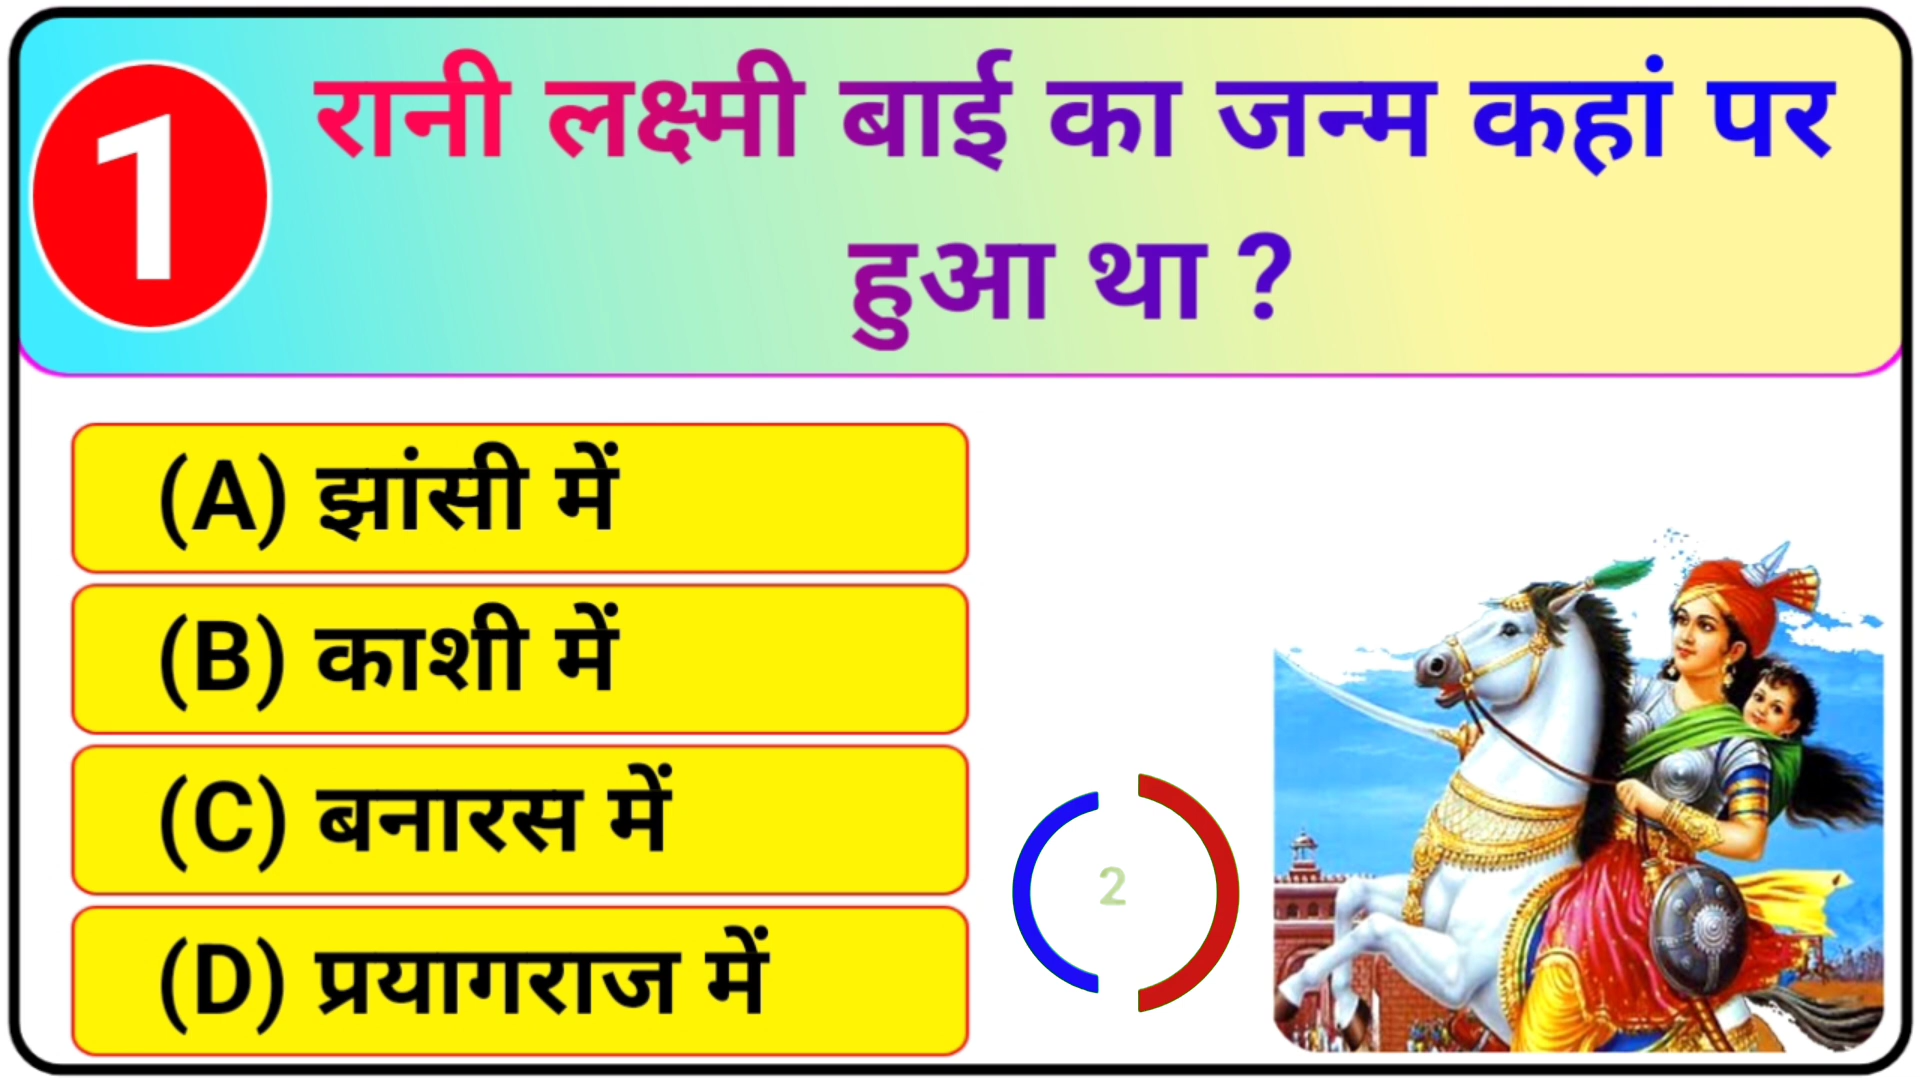 1
रानी लक्ष्मी बाई का जन्म कहां पर
हुआ था ?
(A) झांसी में
(B) काशी में
(C) बनारस में
(D) प्रयागराज में
2